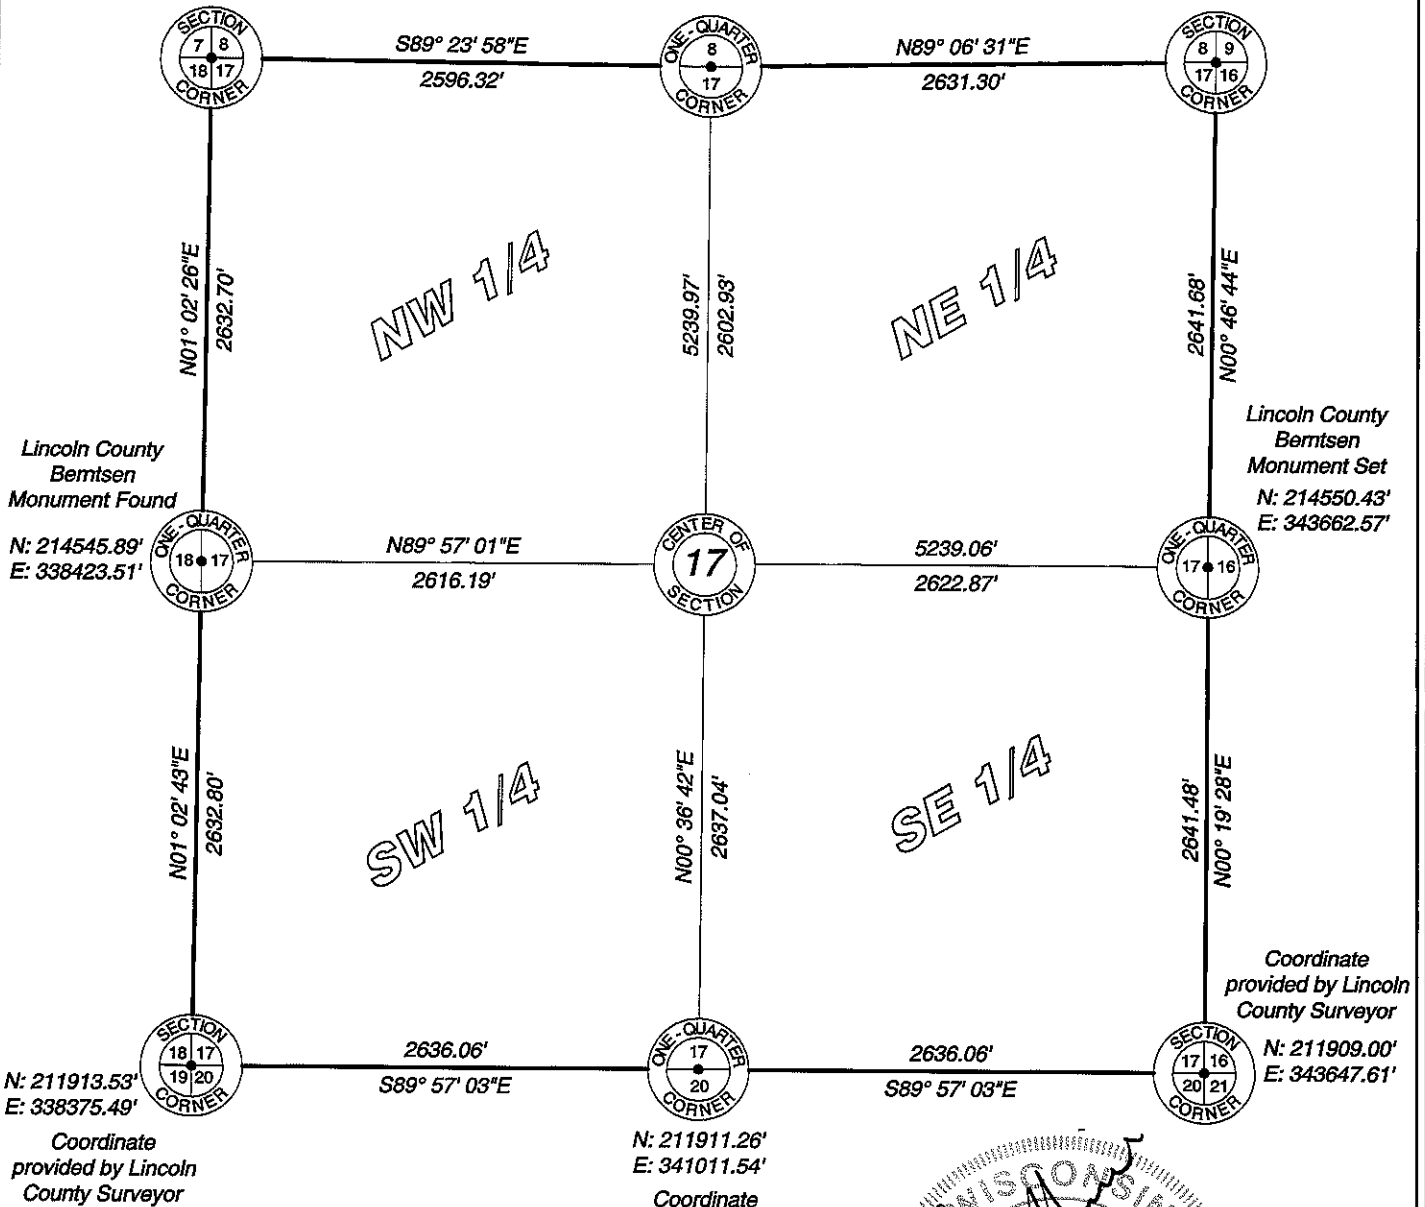 SECTION
7 8
18 17
CORNER
S89° 23' 58"E
2596.32'
ONE-QUARTER
8
17
CORNER
N89° 06' 31"E
2631.30'
SECTION
8 9
17 16
CORNER
N01° 02' 26"E
2632.70'
NW 1/4
5239.97'
2602.93'
NE 1/4
2641.68'
N00° 46' 44"E
Lincoln County
Berntsen
Monument Found
N: 214545.89'
E: 338423.51'
ONE-QUARTER
18 17
CORNER
N89° 57' 01"E
2616.19'
CENTER OF
17
SECTION
5239.06'
2622.87'
ONE-QUARTER
17 16
CORNER
Lincoln County
Berntsen
Monument Set
N: 214550.43'
E: 343662.57'
N01° 02' 43"E
2632.80'
SW 1/4
N00° 36' 42"E
2637.04'
SE 1/4
2641.48'
N00° 19' 28"E
SECTION
18 17
19 20
CORNER
N: 211913.53'
E: 338375.49'
Coordinate
provided by Lincoln
County Surveyor
2636.06'
S89° 57' 03"E
ONE-QUARTER
17
20
CORNER
N: 211911.26'
E: 341011.54'
Coordinate
2636.06'
S89° 57' 03"E
SECTION
17 16
20 21
CORNER
Coordinate
provided by Lincoln
County Surveyor
N: 211909.00'
E: 343647.61'
WISCONSIN